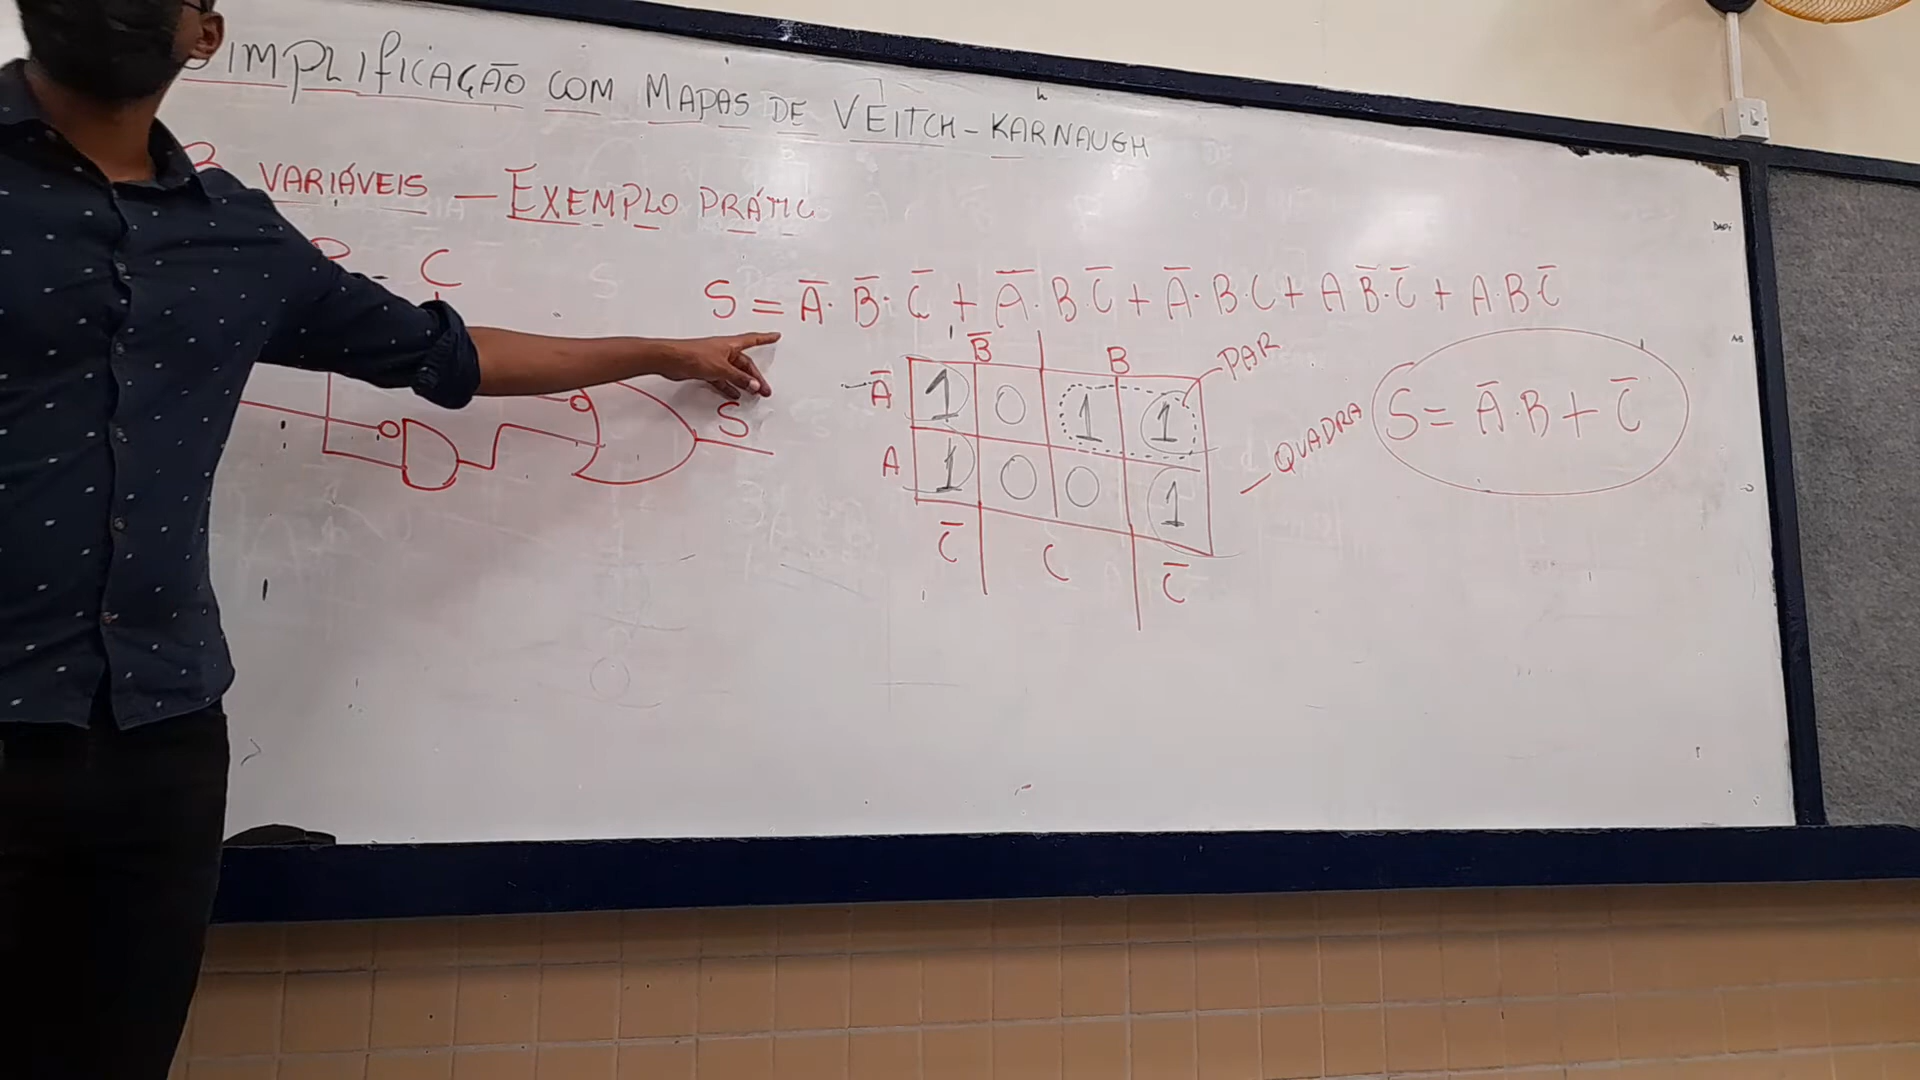 SIMPLIFICAÇÃO COM MAPAS DE VEITCH-KARNAUGH
3 VARIÁVEIS - EXEMPLO PRÁTIC
B C
S = A̅·B̅·C̅ + A̅·B·C̅ + A̅·B·C + A B̅·C̅ + A·B C̅
B̅ B PAR
A̅ 1 0 1 1
S
QUADRA S = A̅·B + C̅
A 1 0 0 1
C̅ C C̅